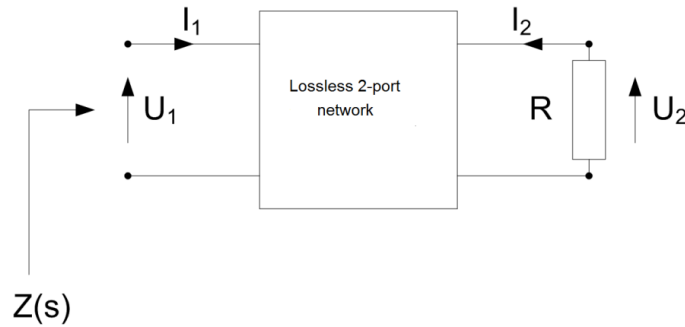 I₁
I₂
Lossless 2-port
network
U₁
R
U₂
Z(s)